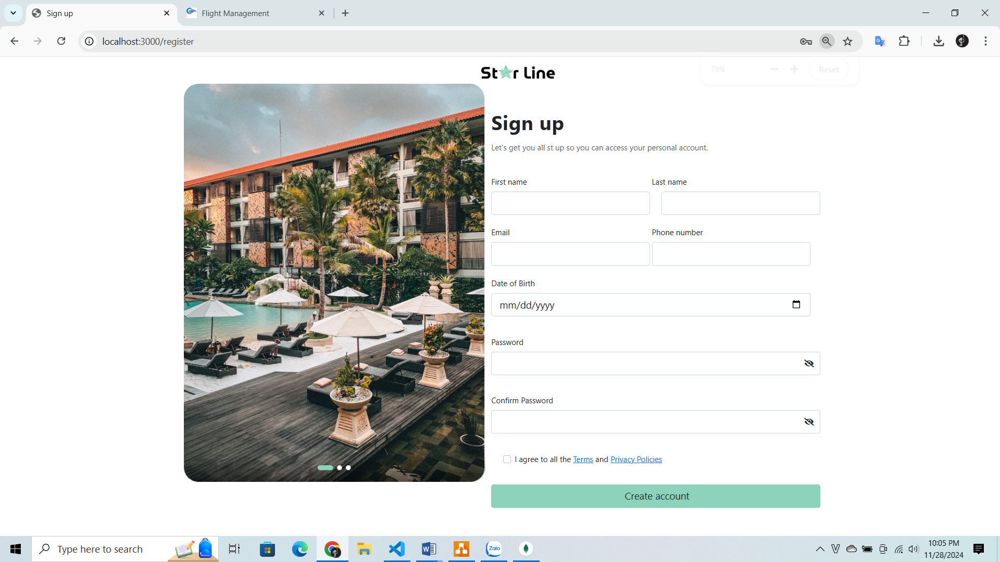 Sign up
Flight Management
localhost:3000/register
75%
Reset
St r Line
Sign up
Let's get you all st up so you can access your personal account.
First name Last name
Email Phone number
Date of Birth
mm/dd/yyyy
Password
Confirm Password
I agree to all the Terms and Privacy Policies
Create account
Type here to search
Zalo
10:05 PM
11/28/2024